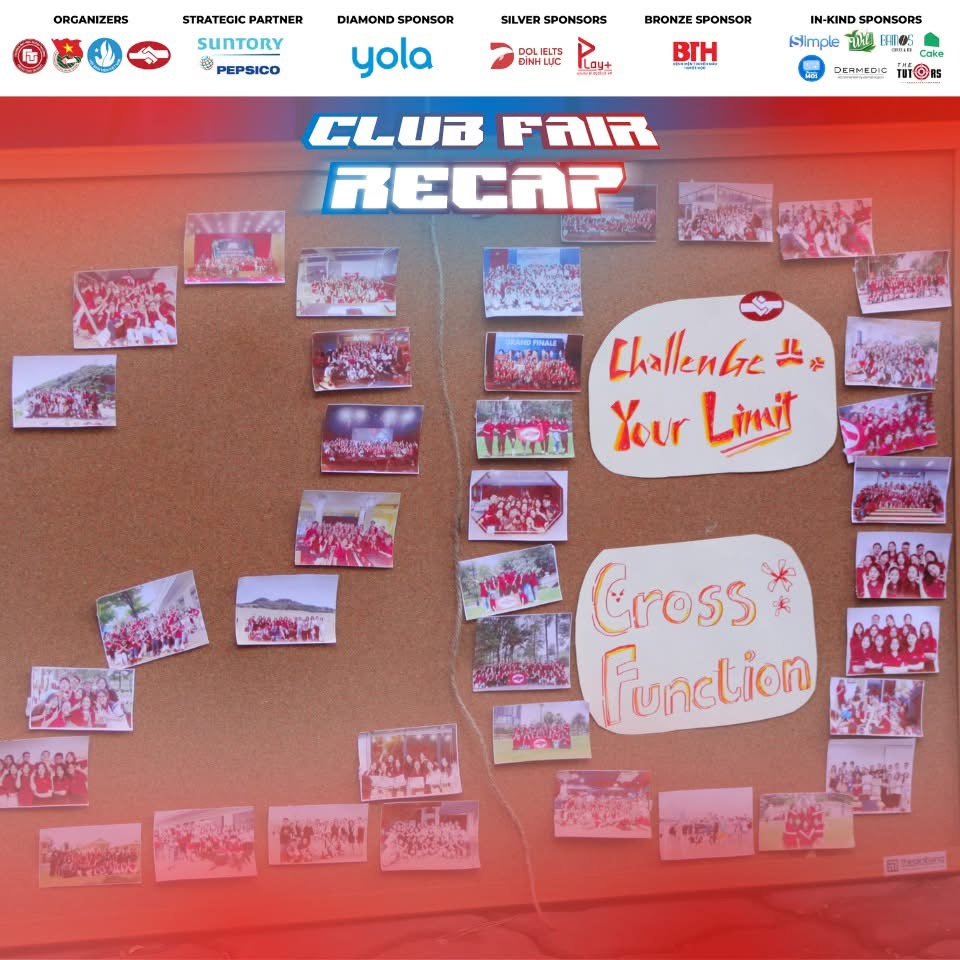 ORGANIZERS
STRATEGIC PARTNER
DIAMOND SPONSOR
SILVER SPONSORS
BRONZE SPONSOR
IN-KIND SPONSORS
SUNTORY
PEPSICO
yola
DOL IELTS
ĐÌNH LỰC
Play+
BTH
Simple
Cake
DERMEDIC
THE
TUTORS
CLUB FAIR
RECAP
GRAND FINALE
Challenge
Your Limit
Cross
Function